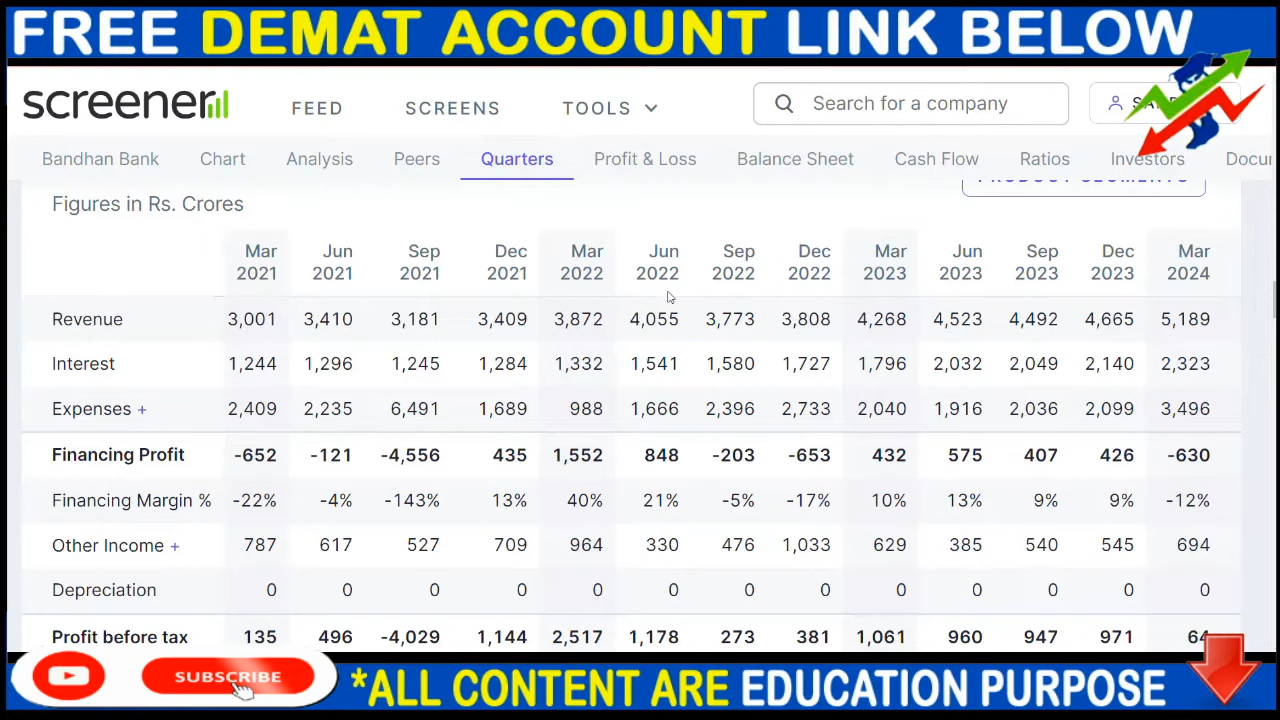 FREE DEMAT ACCOUNT LINK BELOW
screener
FEED SCREENS TOOLS Search for a company
Bandhan Bank Chart Analysis Peers Quarters Profit & Loss Balance Sheet Cash Flow Ratios Investors Docu
PRODUCT SEGMENTS
Figures in Rs. Crores
Mar 2021 Jun 2021 Sep 2021 Dec 2021 Mar 2022 Jun 2022 Sep 2022 Dec 2022 Mar 2023 Jun 2023 Sep 2023 Dec 2023 Mar 2024
Revenue 3,001 3,410 3,181 3,409 3,872 4,055 3,773 3,808 4,268 4,523 4,492 4,665 5,189
Interest 1,244 1,296 1,245 1,284 1,332 1,541 1,580 1,727 1,796 2,032 2,049 2,140 2,323
Expenses + 2,409 2,235 6,491 1,689 988 1,666 2,396 2,733 2,040 1,916 2,036 2,099 3,496
Financing Profit -652 -121 -4,556 435 1,552 848 -203 -653 432 575 407 426 -630
Financing Margin % -22% -4% -143% 13% 40% 21% -5% -17% 10% 13% 9% 9% -12%
Other Income + 787 617 527 709 964 330 476 1,033 629 385 540 545 694
Depreciation 0 0 0 0 0 0 0 0 0 0 0 0 0
Profit before tax 135 496 -4,029 1,144 2,517 1,178 273 381 1,061 960 947 971 64
SUBSCRIBE
*ALL CONTENT ARE EDUCATION PURPOSE